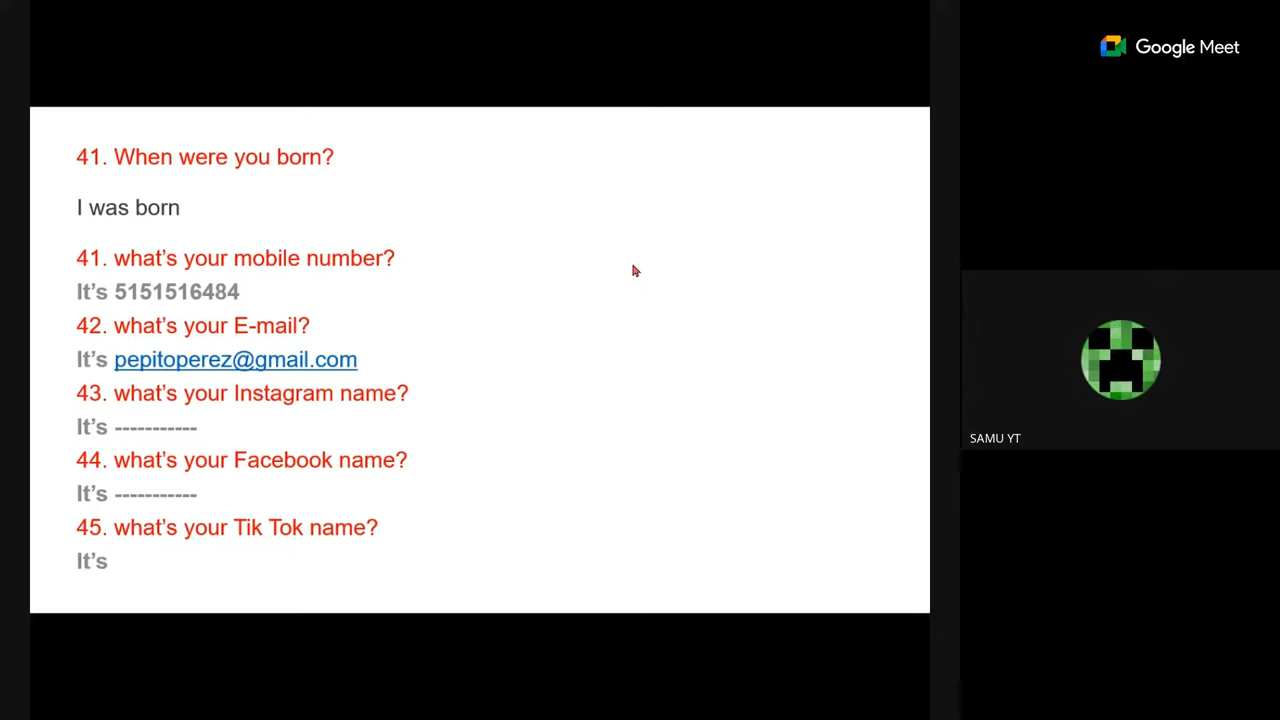 Google Meet
41. When were you born?
I was born
41. what’s your mobile number?
It’s 5151516484
42. what’s your E-mail?
It’s pepitoperez@gmail.com
43. what’s your Instagram name?
It’s -----------
44. what’s your Facebook name?
It’s -----------
45. what’s your Tik Tok name?
It’s
SAMU YT